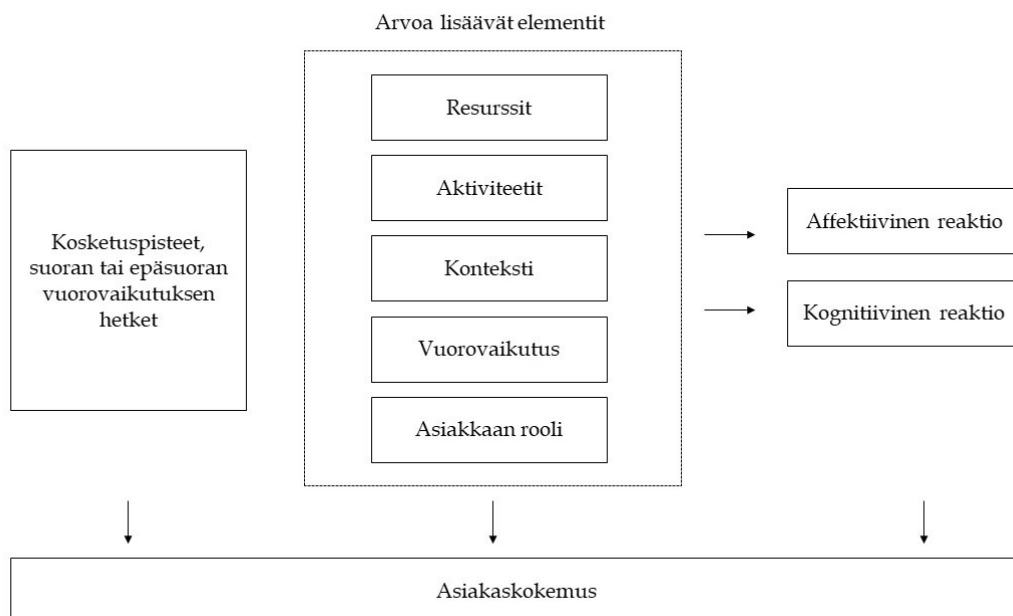 Arvoa lisäävät elementit
Kosketuspisteet,
suoran tai epäsuoran
vuorovaikutuksen
hetket
Resurssit
Aktiviteetit
Konteksti
Vuorovaikutus
Asiakkaan rooli
Affektiivinen reaktio
Kognitiivinen reaktio
Asiakaskokemus